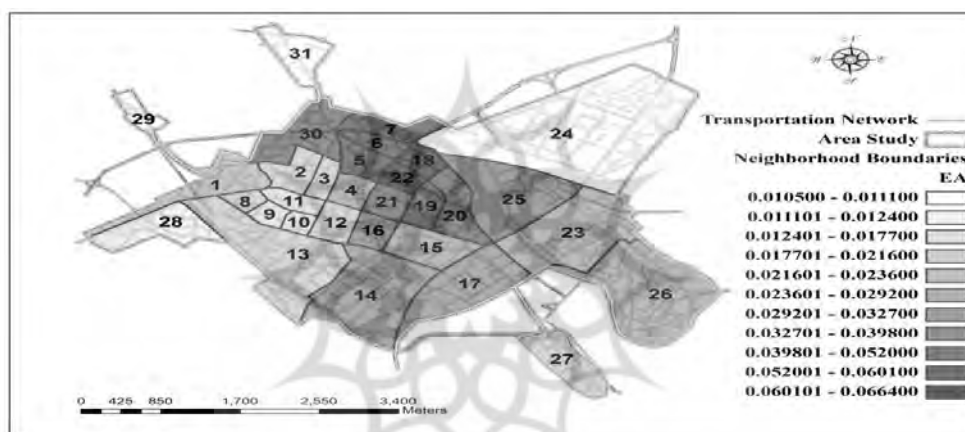 31
N
W E
S
29
24
7
30
6
5
18
22
2
3
4
1
25
8
11
21
19
20
9
10
12
16
28
23
15
13
17
14
26
27
Transportation Network
Area Study
Neighborhood Boundaries
EA
0.010500 - 0.011100
0.011101 - 0.012400
0.012401 - 0.017700
0.017701 - 0.021600
0.021601 - 0.023600
0.023601 - 0.029200
0.029201 - 0.032700
0.032701 - 0.039800
0.039801 - 0.052000
0.052001 - 0.060100
0.060101 - 0.066400
0 425 850 1,700 2,550 3,400
Meters